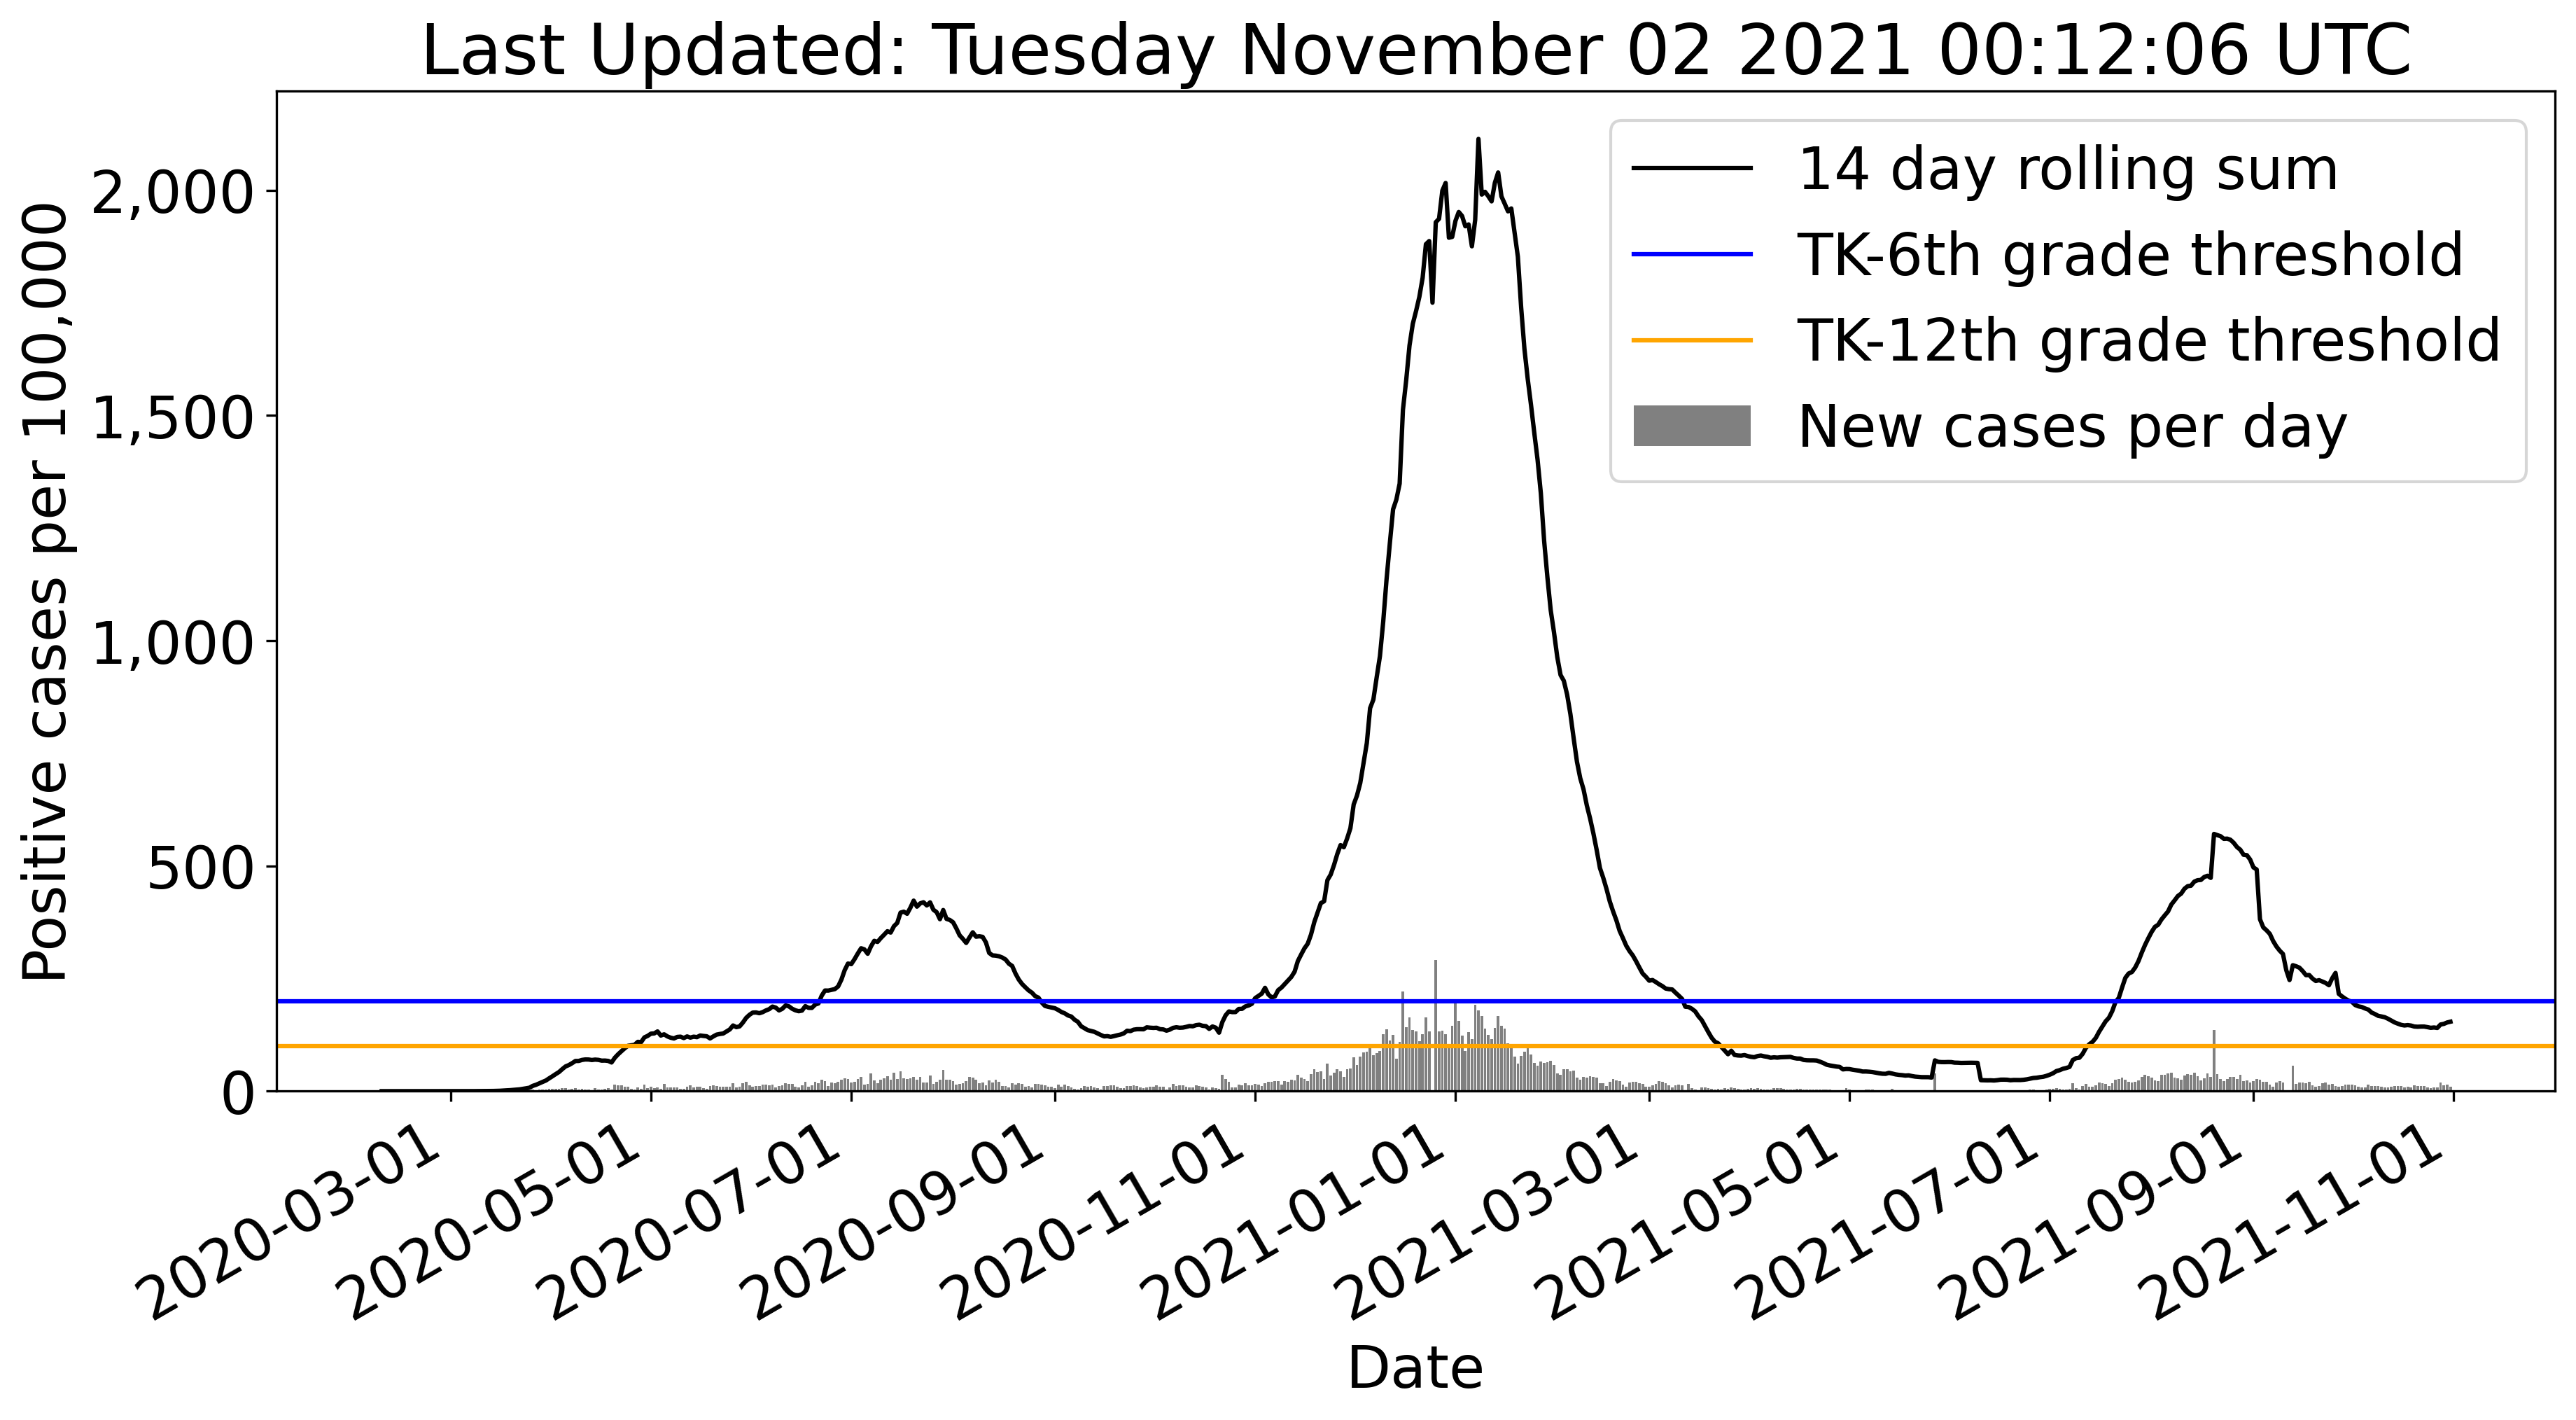 Last Updated: Tuesday November 02 2021 00:12:06 UTC
Positive cases per 100,000
2,000
1,500
1,000
500
0
14 day rolling sum
TK-6th grade threshold
TK-12th grade threshold
New cases per day
2020-03-01
2020-05-01
2020-07-01
2020-09-01
2020-11-01
2021-01-01
2021-03-01
2021-05-01
2021-07-01
2021-09-01
2021-11-01
Date